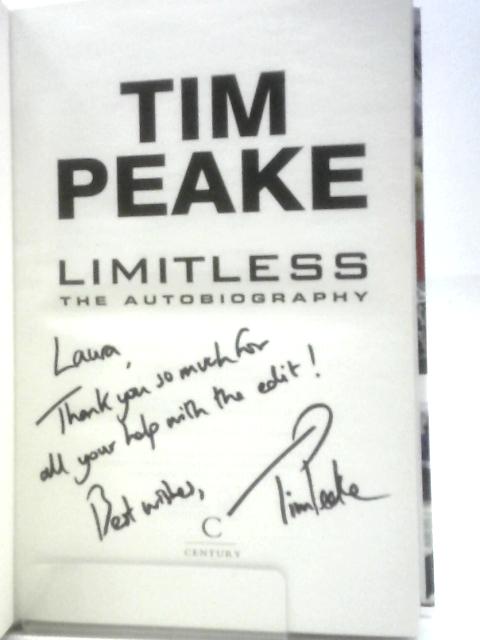 TIM
PEAKE
LIMITLESS
THE AUTOBIOGRAPHY
Laura,
Thank you so much for
all your help with the edit!
Best wishes,
Tim Peake
C
CENTURY